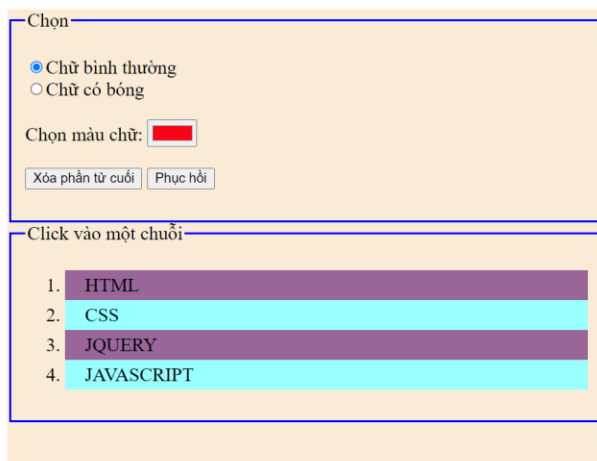 Chọn
Chữ bình thường
Chữ có bóng
Chọn màu chữ:
Xóa phần tử cuối Phục hồi
Click vào một chuỗi
1. HTML
2. CSS
3. JQUERY
4. JAVASCRIPT